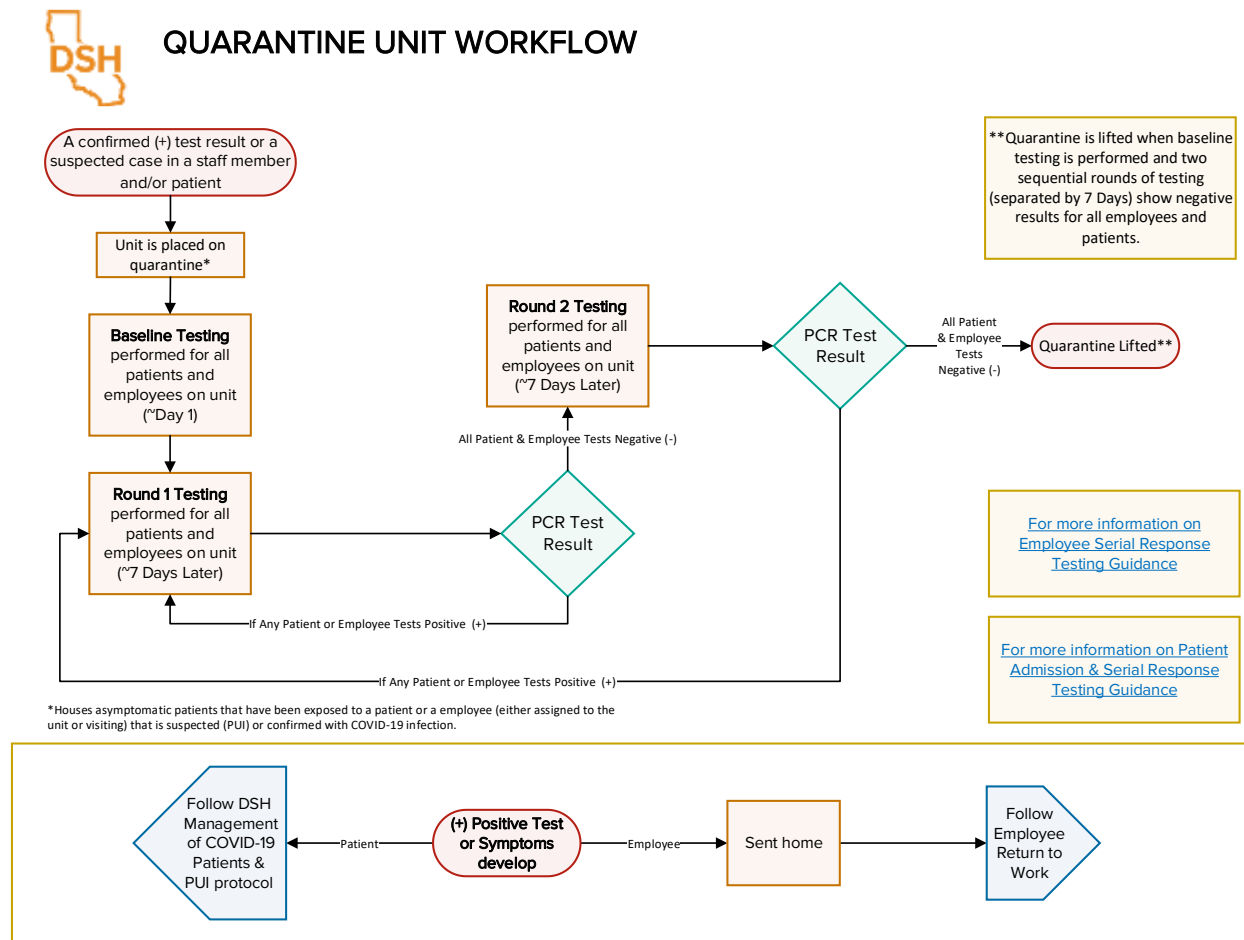 DSH
QUARANTINE UNIT WORKFLOW
A confirmed (+) test result or a
suspected case in a staff member
and/or patient
Unit is placed on
quarantine*
Baseline Testing
performed for all
patients and
employees on unit
(~Day 1)
Round 1 Testing
performed for all
patients and
employees on unit
(~7 Days Later)
PCR Test
Result
If Any Patient or Employee Tests Positive (+)
All Patient & Employee Tests Negative (-)
Round 2 Testing
performed for all
patients and
employees on unit
(~7 Days Later)
PCR Test
Result
If Any Patient or Employee Tests Positive (+)
All Patient
& Employee
Tests
Negative (-)
Quarantine Lifted**
**Quarantine is lifted when baseline
testing is performed and two
sequential rounds of testing
(separated by 7 Days) show negative
results for all employees and
patients.
For more information on
Employee Serial Response
Testing Guidance
For more information on Patient
Admission & Serial Response
Testing Guidance
*Houses asymptomatic patients that have been exposed to a patient or a employee (either assigned to the
unit or visiting) that is suspected (PUI) or confirmed with COVID-19 infection.
Follow DSH
Management
of COVID-19
Patients &
PUI protocol
Patient
(+) Positive Test
or Symptoms
develop
Employee
Sent home
Follow
Employee
Return to
Work